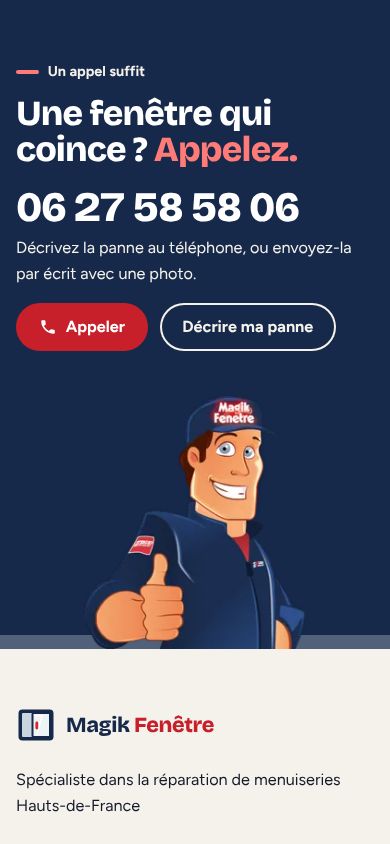 Un appel suffit
Une fenêtre qui
coince ? Appelez.
06 27 58 58 06
Décrivez la panne au téléphone, ou envoyez-la
par écrit avec une photo.
Appeler
Décrire ma panne
Magik
Fenêtre
Magik Fenêtre
Spécialiste dans la réparation de menuiseries
Hauts-de-France